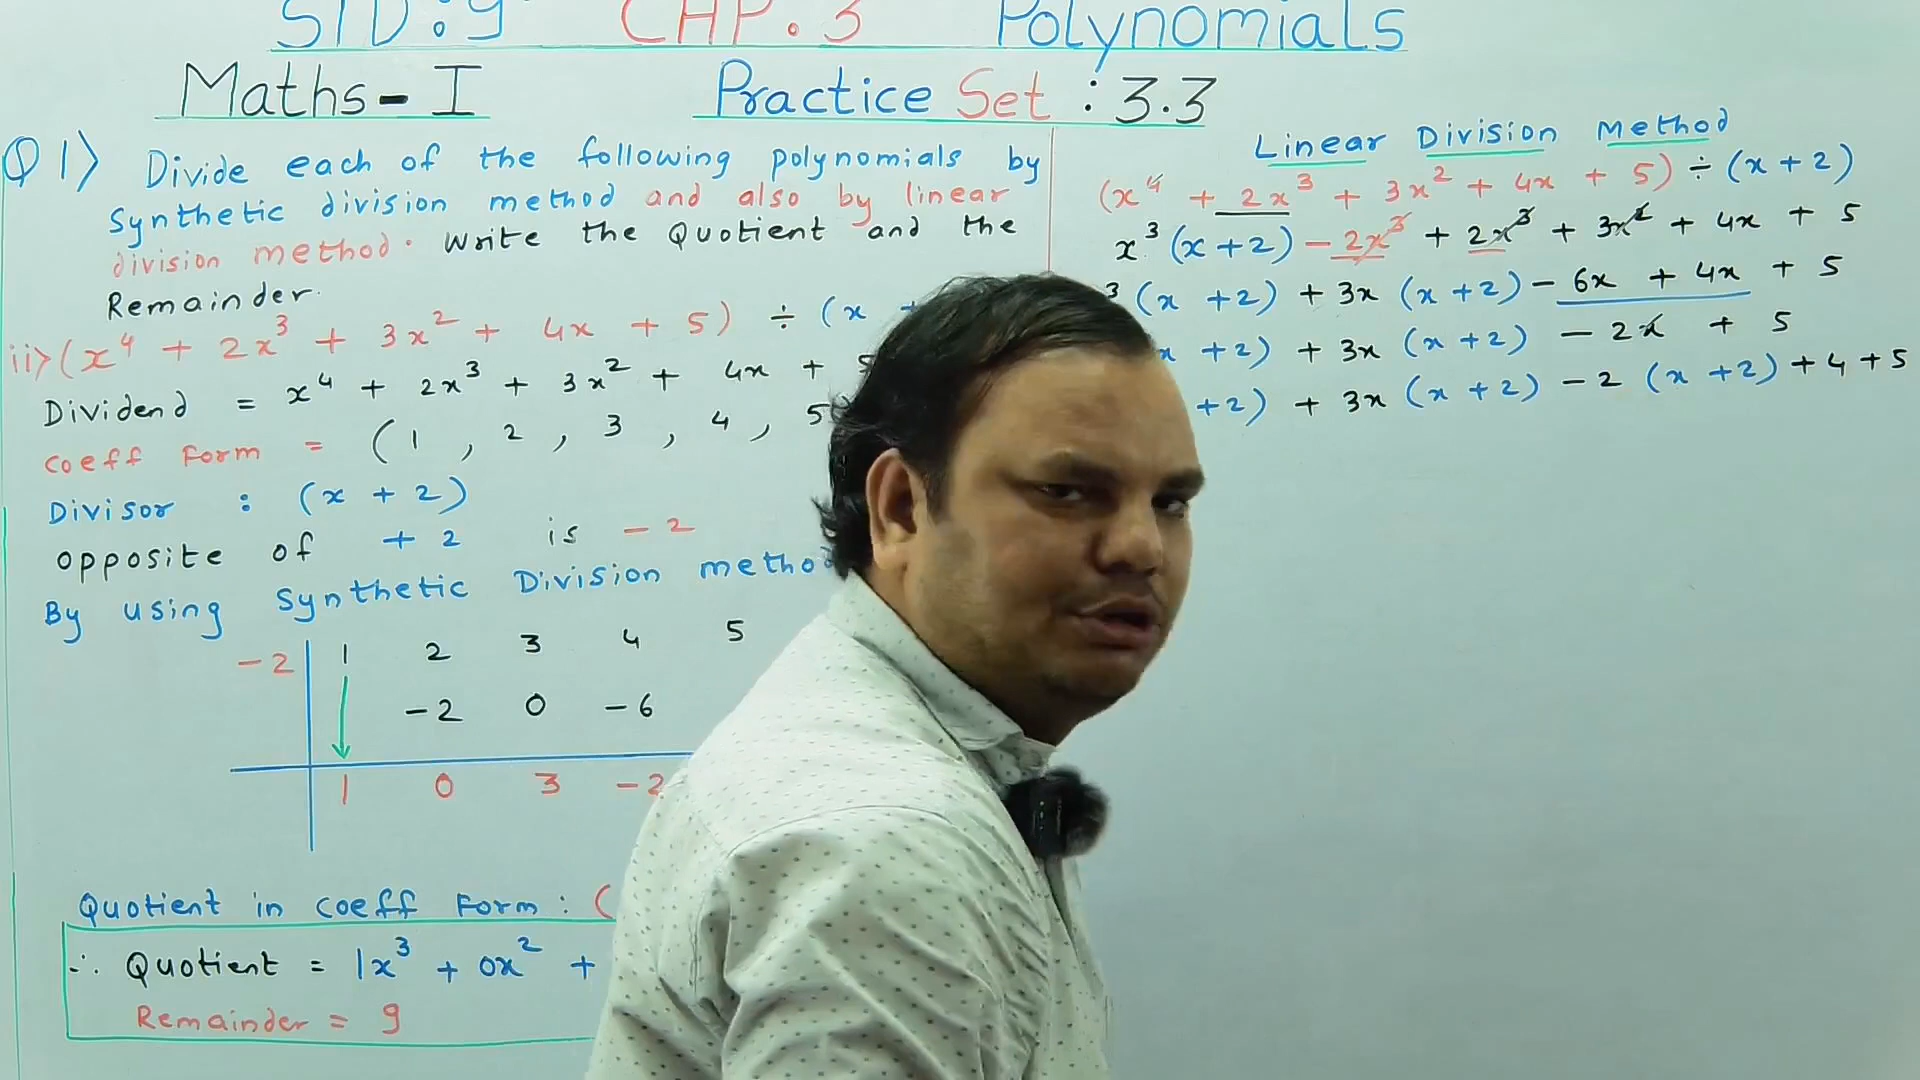 STD : 9 CHP. 3 Polynomials
Maths - I Practice Set : 3.3
Q 1) Divide each of the following polynomials by
synthetic division method and also by linear
division method. Write the Quotient and the
Remainder.
ii) (x⁴ + 2x³ + 3x² + 4x + 5) ÷ (x +
Dividend = x⁴ + 2x³ + 3x² + 4x + 5
coeff form = (1 , 2 , 3 , 4 , 5
Divisor : (x + 2)
opposite of + 2 is - 2
By using Synthetic Division method
-2 1 2 3 4 5
-2 0 -6
1 0 3 -2
Quotient in coeff form : (
∴ Quotient = 1x³ + 0x² +
Remainder = 9
Linear Division Method
(x⁴ + 2x³ + 3x² + 4x + 5) ÷ (x + 2)
x³ (x + 2) - 2x³ + 2x³ + 3x² + 4x + 5
³ (x + 2) + 3x (x + 2) - 6x + 4x + 5
x + 2) + 3x (x + 2) - 2x + 5
+ 2) + 3x (x + 2) - 2 (x + 2) + 4 + 5